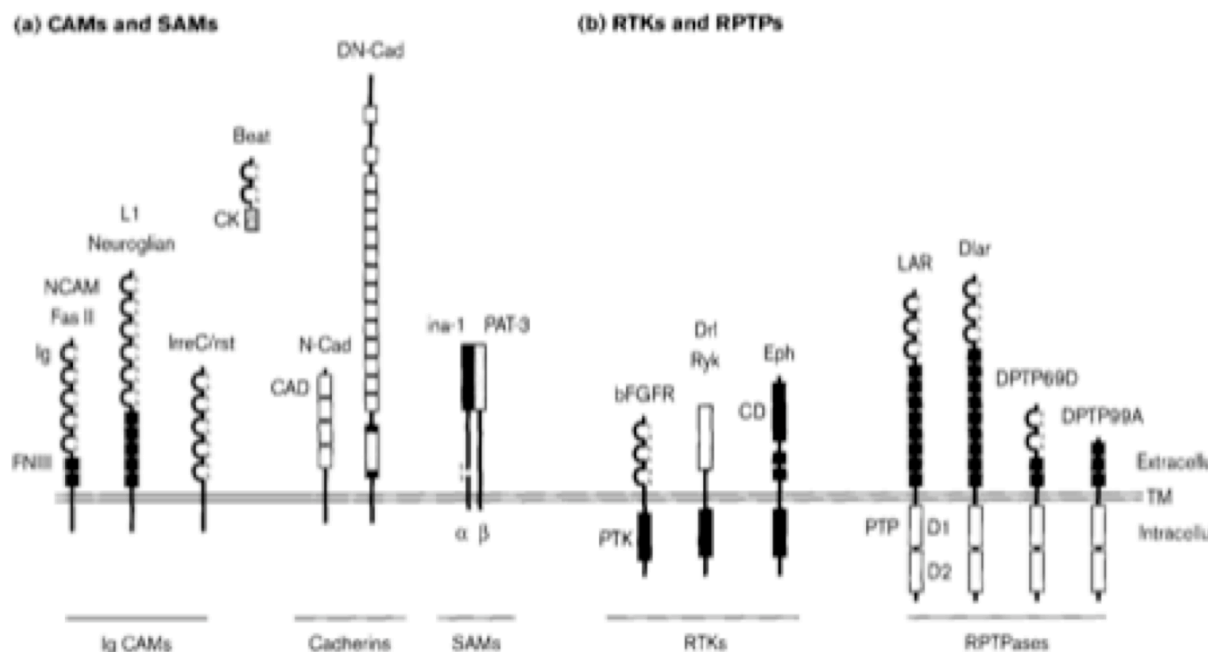 (a) CAMs and SAMs
(b) RTKs and RPTPs
DN-Cad
Beat
CK
L1
Neuroglian
NCAM
Fas II
Ig
IrreC/rst
FNIII
N-Cad
CAD
ina-1
PAT-3
α
β
bFGFR
Drl
Ryk
Eph
CD
PTK
LAR
Dlar
DPTP69D
DPTP99A
Extracellu
TM
Intracellu
PTP
D1
D2
Ig CAMs
Cadherins
SAMs
RTKs
RPTPases